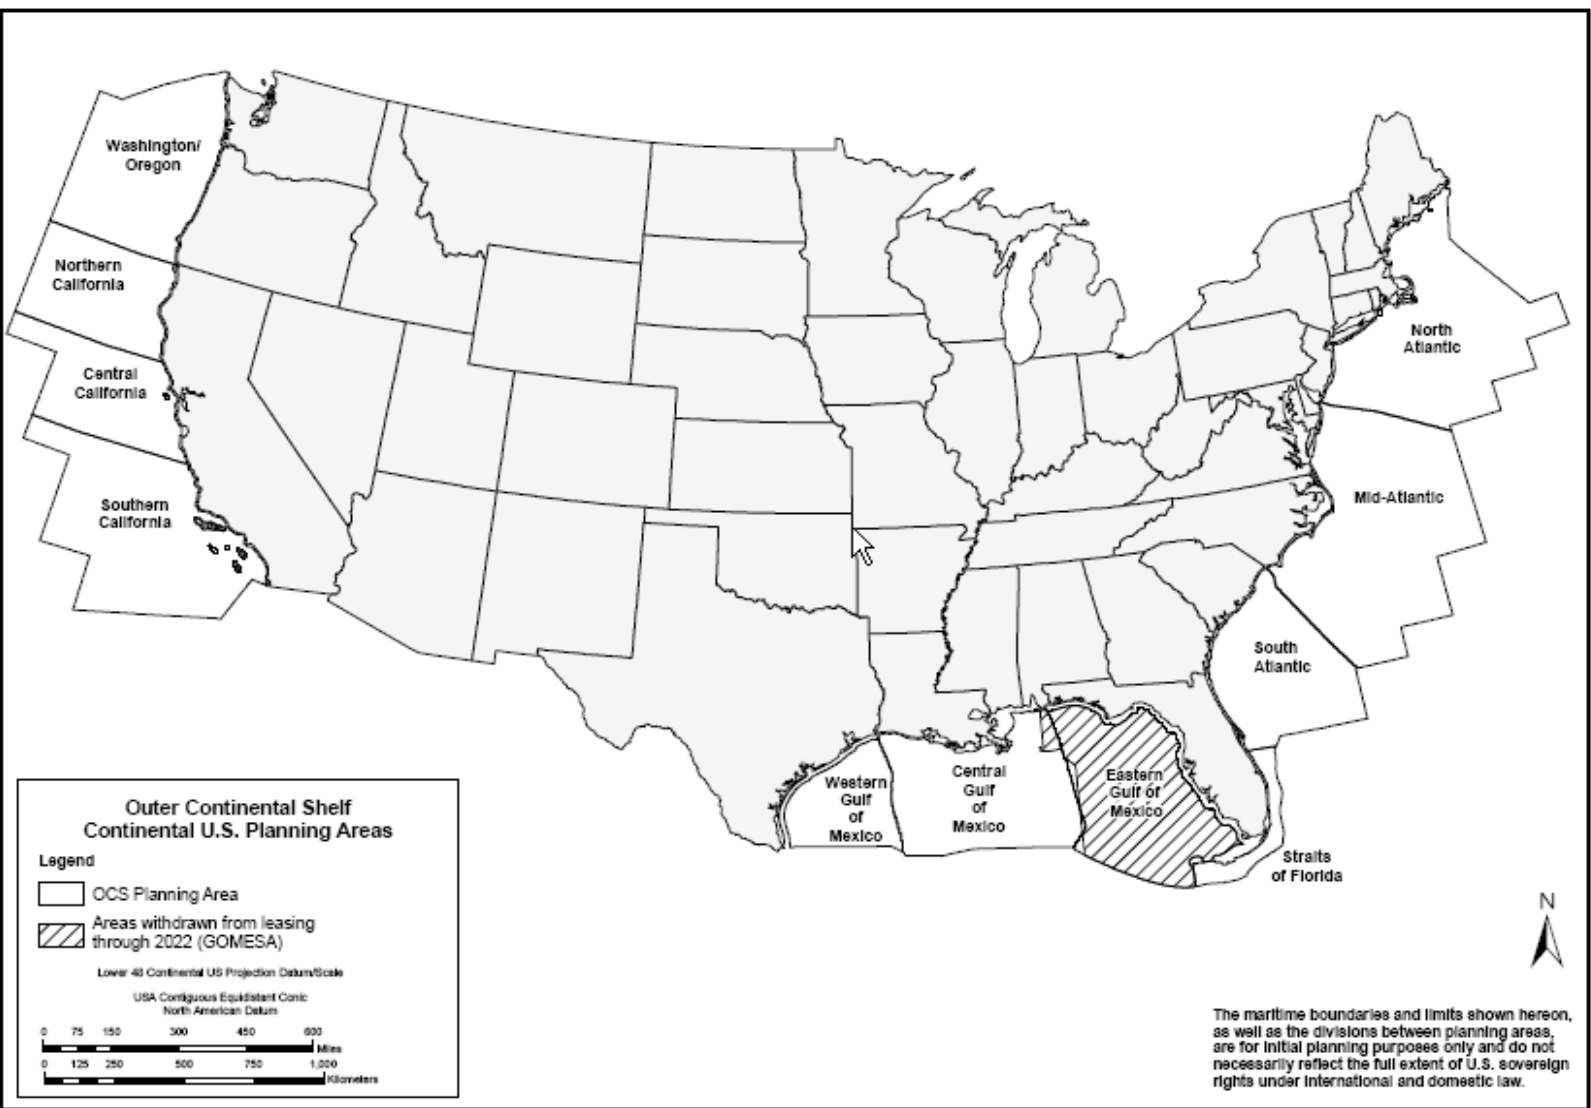 Washington/
Oregon
Northern
California
Central
California
Southern
California
North
Atlantic
Mid-Atlantic
South
Atlantic
Western
Gulf
of
Mexico
Central
Gulf
of
Mexico
Eastern
Gulf of
Mexico
Straits
of Florida
Outer Continental Shelf
Continental U.S. Planning Areas
Legend
OCS Planning Area
Areas withdrawn from leasing
through 2022 (GOMESA)
Lower 48 Continental US Projection Datum/Scale
USA Contiguous Equidistant Conic
North American Datum
0 75 150 300 450 600
Miles
0 125 250 500 750 1,000
Kilometers
N
The maritime boundaries and limits shown hereon,
as well as the divisions between planning areas,
are for initial planning purposes only and do not
necessarily reflect the full extent of U.S. sovereign
rights under international and domestic law.